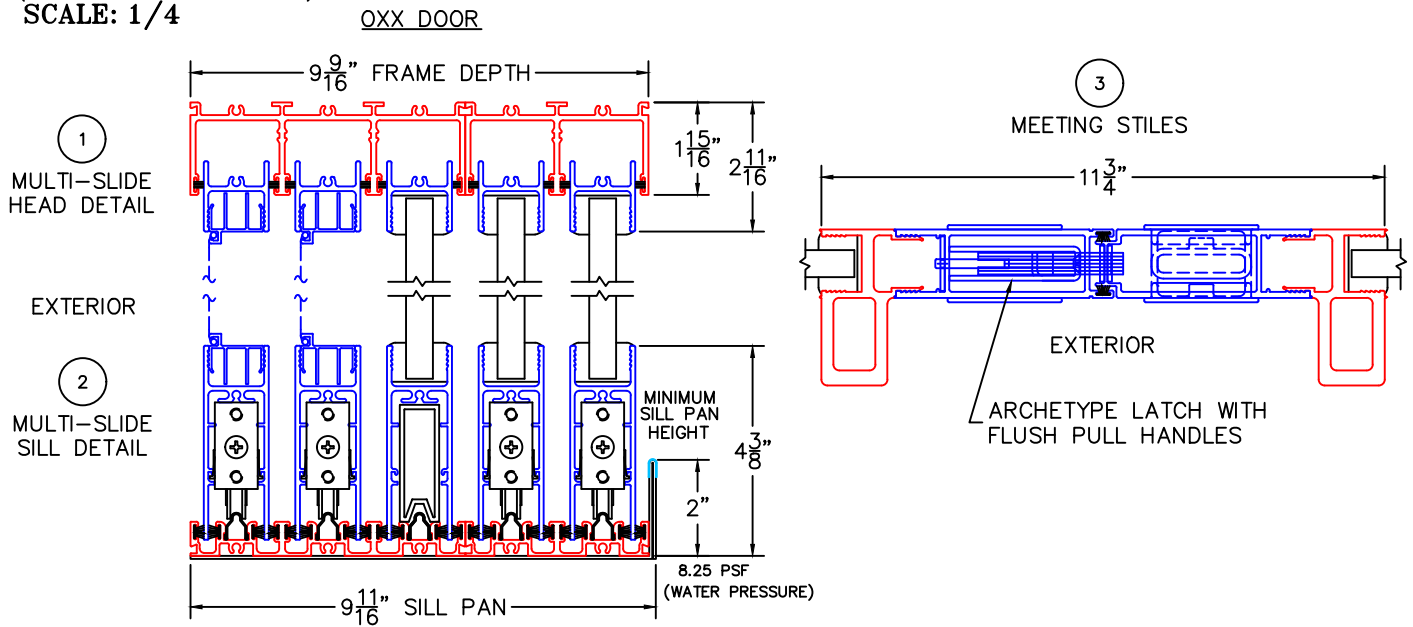 SCALE: 1/4
OXX DOOR
9 9/16" FRAME DEPTH
1
MULTI-SLIDE
HEAD DETAIL
1 15/16"
2 11/16"
EXTERIOR
2
MULTI-SLIDE
SILL DETAIL
MINIMUM
SILL PAN
HEIGHT
4 3/8"
2"
8.25 PSF
(WATER PRESSURE)
9 11/16" SILL PAN
3
MEETING STILES
11 3/4"
EXTERIOR
ARCHETYPE LATCH WITH
FLUSH PULL HANDLES